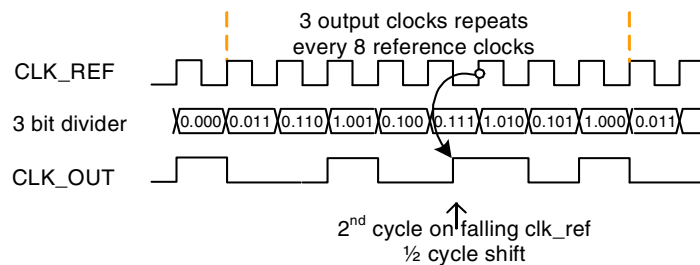 3 output clocks repeats
every 8 reference clocks
CLK_REF
3 bit divider 0.000 0.011 0.110 1.001 0.100 0.111 1.010 0.101 1.000 0.011
CLK_OUT
2nd cycle on falling clk_ref
½ cycle shift